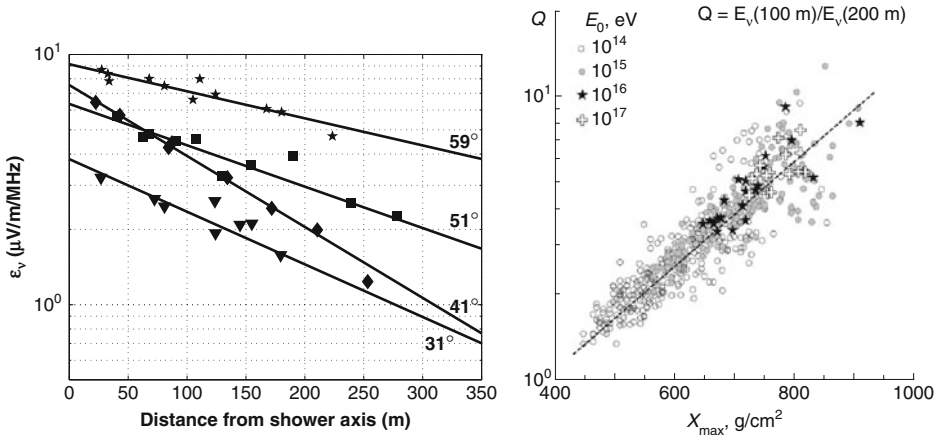 10¹
10⁰
ε_ν (μV/m/MHz)
59°
51°
41°
31°
0 50 100 150 200 250 300 350
Distance from shower axis (m)
Q
Q = E_ν(100 m)/E_ν(200 m)
E₀, eV
10¹⁴
10¹⁵
10¹⁶
10¹⁷
10¹
10⁰
400 600 800 1000
X_max, g/cm²